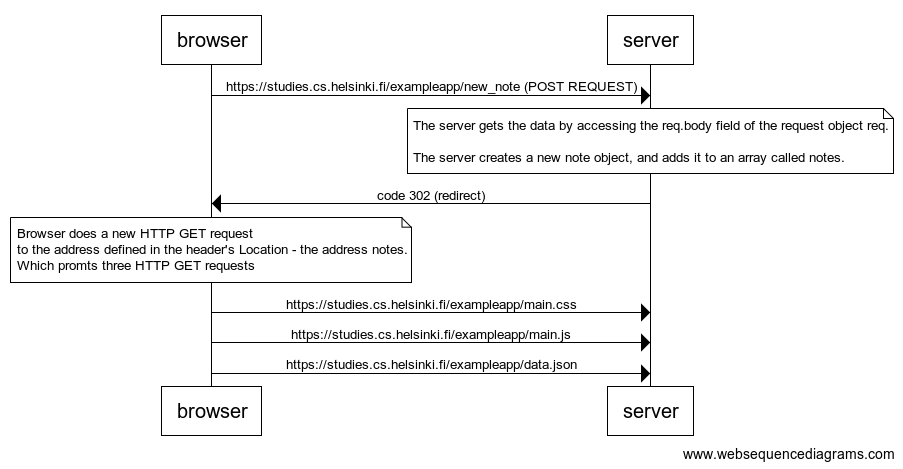 browser
server
https://studies.cs.helsinki.fi/exampleapp/new_note (POST REQUEST)
The server gets the data by accessing the req.body field of the request object req.
The server creates a new note object, and adds it to an array called notes.
code 302 (redirect)
Browser does a new HTTP GET request
to the address defined in the header's Location - the address notes.
Which promts three HTTP GET requests
https://studies.cs.helsinki.fi/exampleapp/main.css
https://studies.cs.helsinki.fi/exampleapp/main.js
https://studies.cs.helsinki.fi/exampleapp/data.json
browser
server
www.websequencediagrams.com